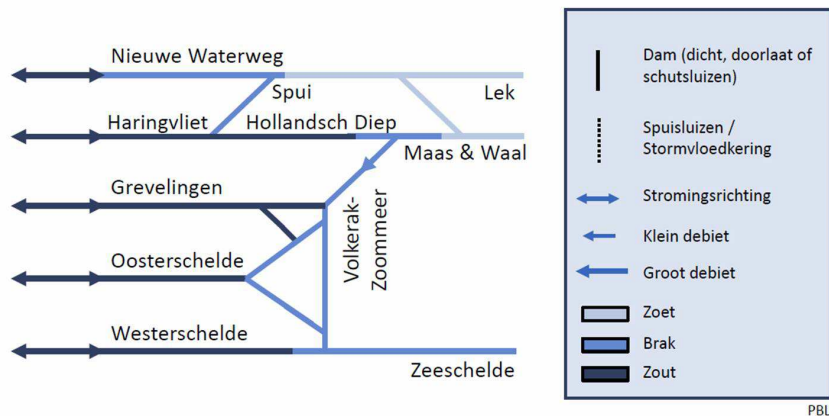 Nieuwe Waterweg
Spui
Lek
Haringvliet
Hollandsch Diep
Maas & Waal
Grevelingen
Volkerak-
Zoommeer
Oosterschelde
Westerschelde
Zeeschelde
Dam (dicht, doorlaat of
schutsluizen)
Spuisluizen /
Stormvloedkering
Stromingsrichting
Klein debiet
Groot debiet
Zoet
Brak
Zout
PBL